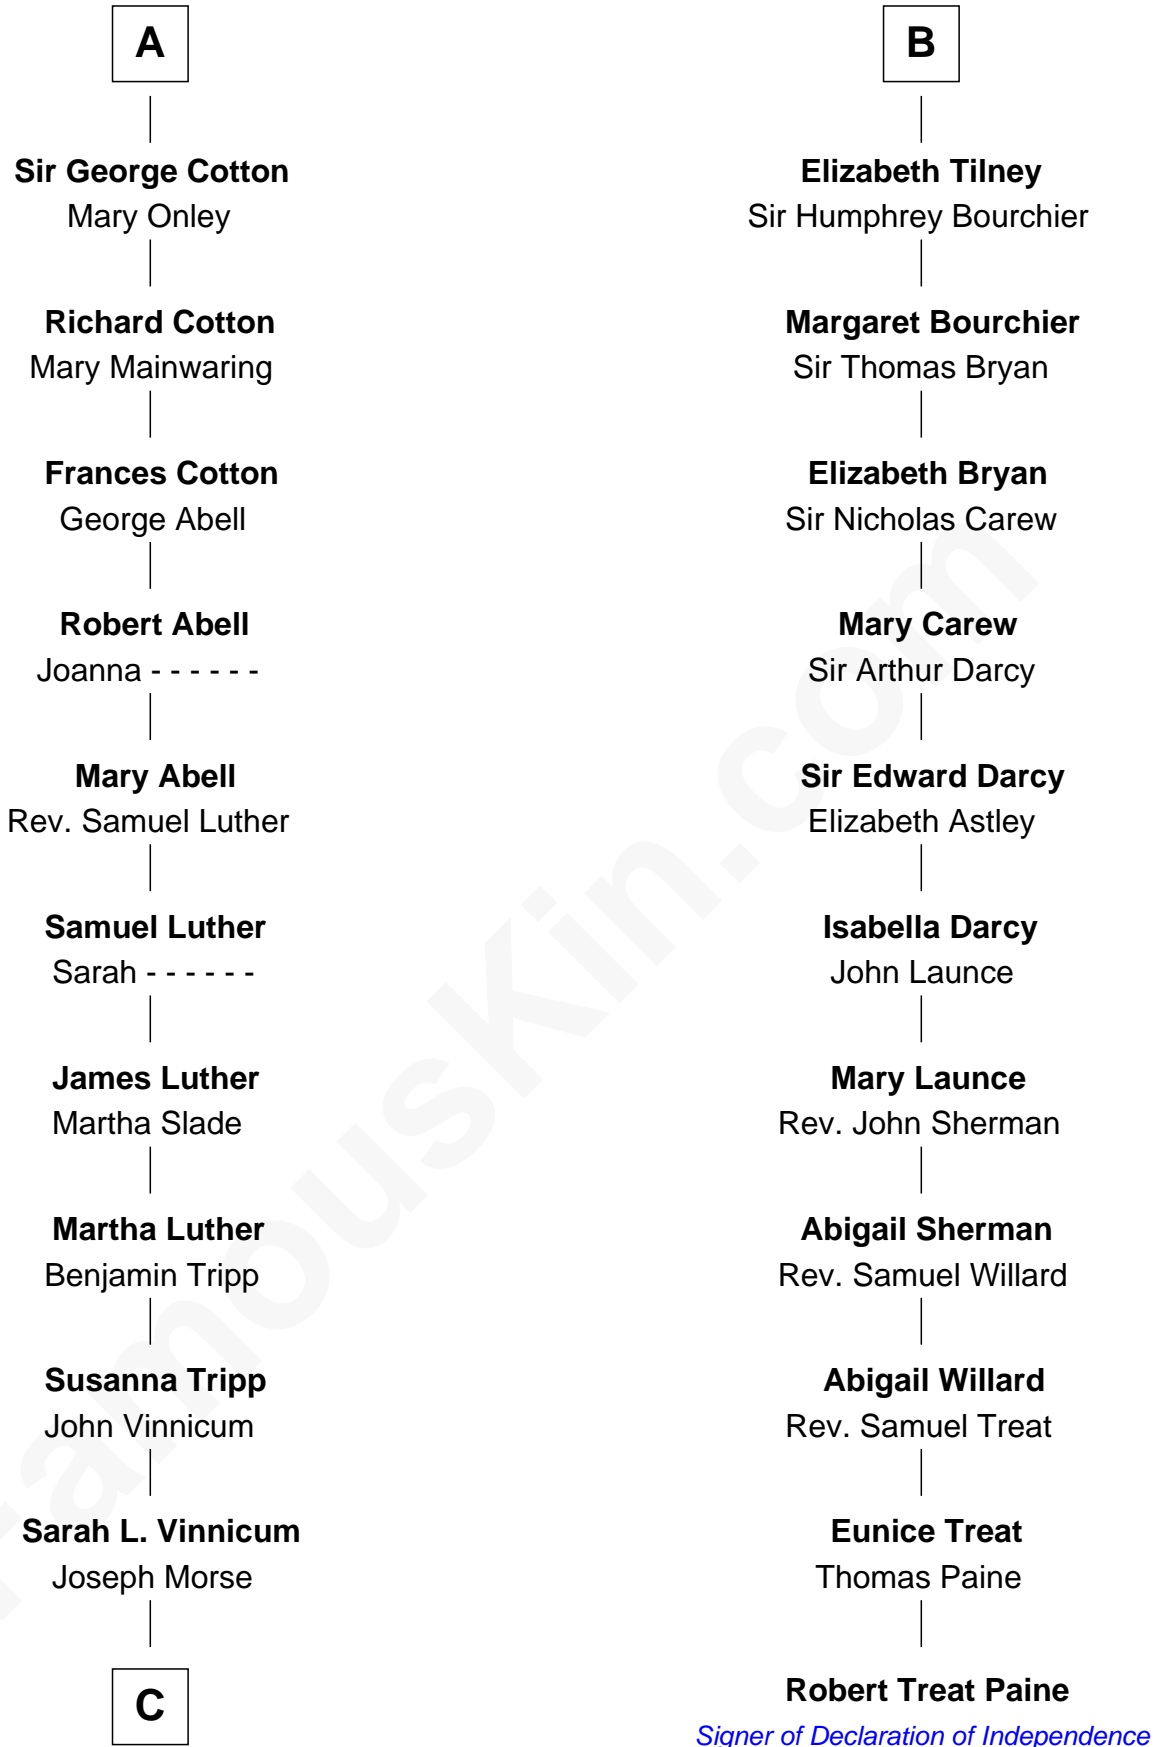 A
Sir George Cotton
Mary Onley
Richard Cotton
Mary Mainwaring
Frances Cotton
George Abell
Robert Abell
Joanna - - - - - -
Mary Abell
Rev. Samuel Luther
Samuel Luther
Sarah - - - - - -
James Luther
Martha Slade
Martha Luther
Benjamin Tripp
Susanna Tripp
John Vinnicum
Sarah L. Vinnicum
Joseph Morse
C
B
Elizabeth Tilney
Sir Humphrey Bourchier
Margaret Bourchier
Sir Thomas Bryan
Elizabeth Bryan
Sir Nicholas Carew
Mary Carew
Sir Arthur Darcy
Sir Edward Darcy
Elizabeth Astley
Isabella Darcy
John Launce
Mary Launce
Rev. John Sherman
Abigail Sherman
Rev. Samuel Willard
Abigail Willard
Rev. Samuel Treat
Eunice Treat
Thomas Paine
Robert Treat Paine
Signer of Declaration of Independence
FamousKin.com